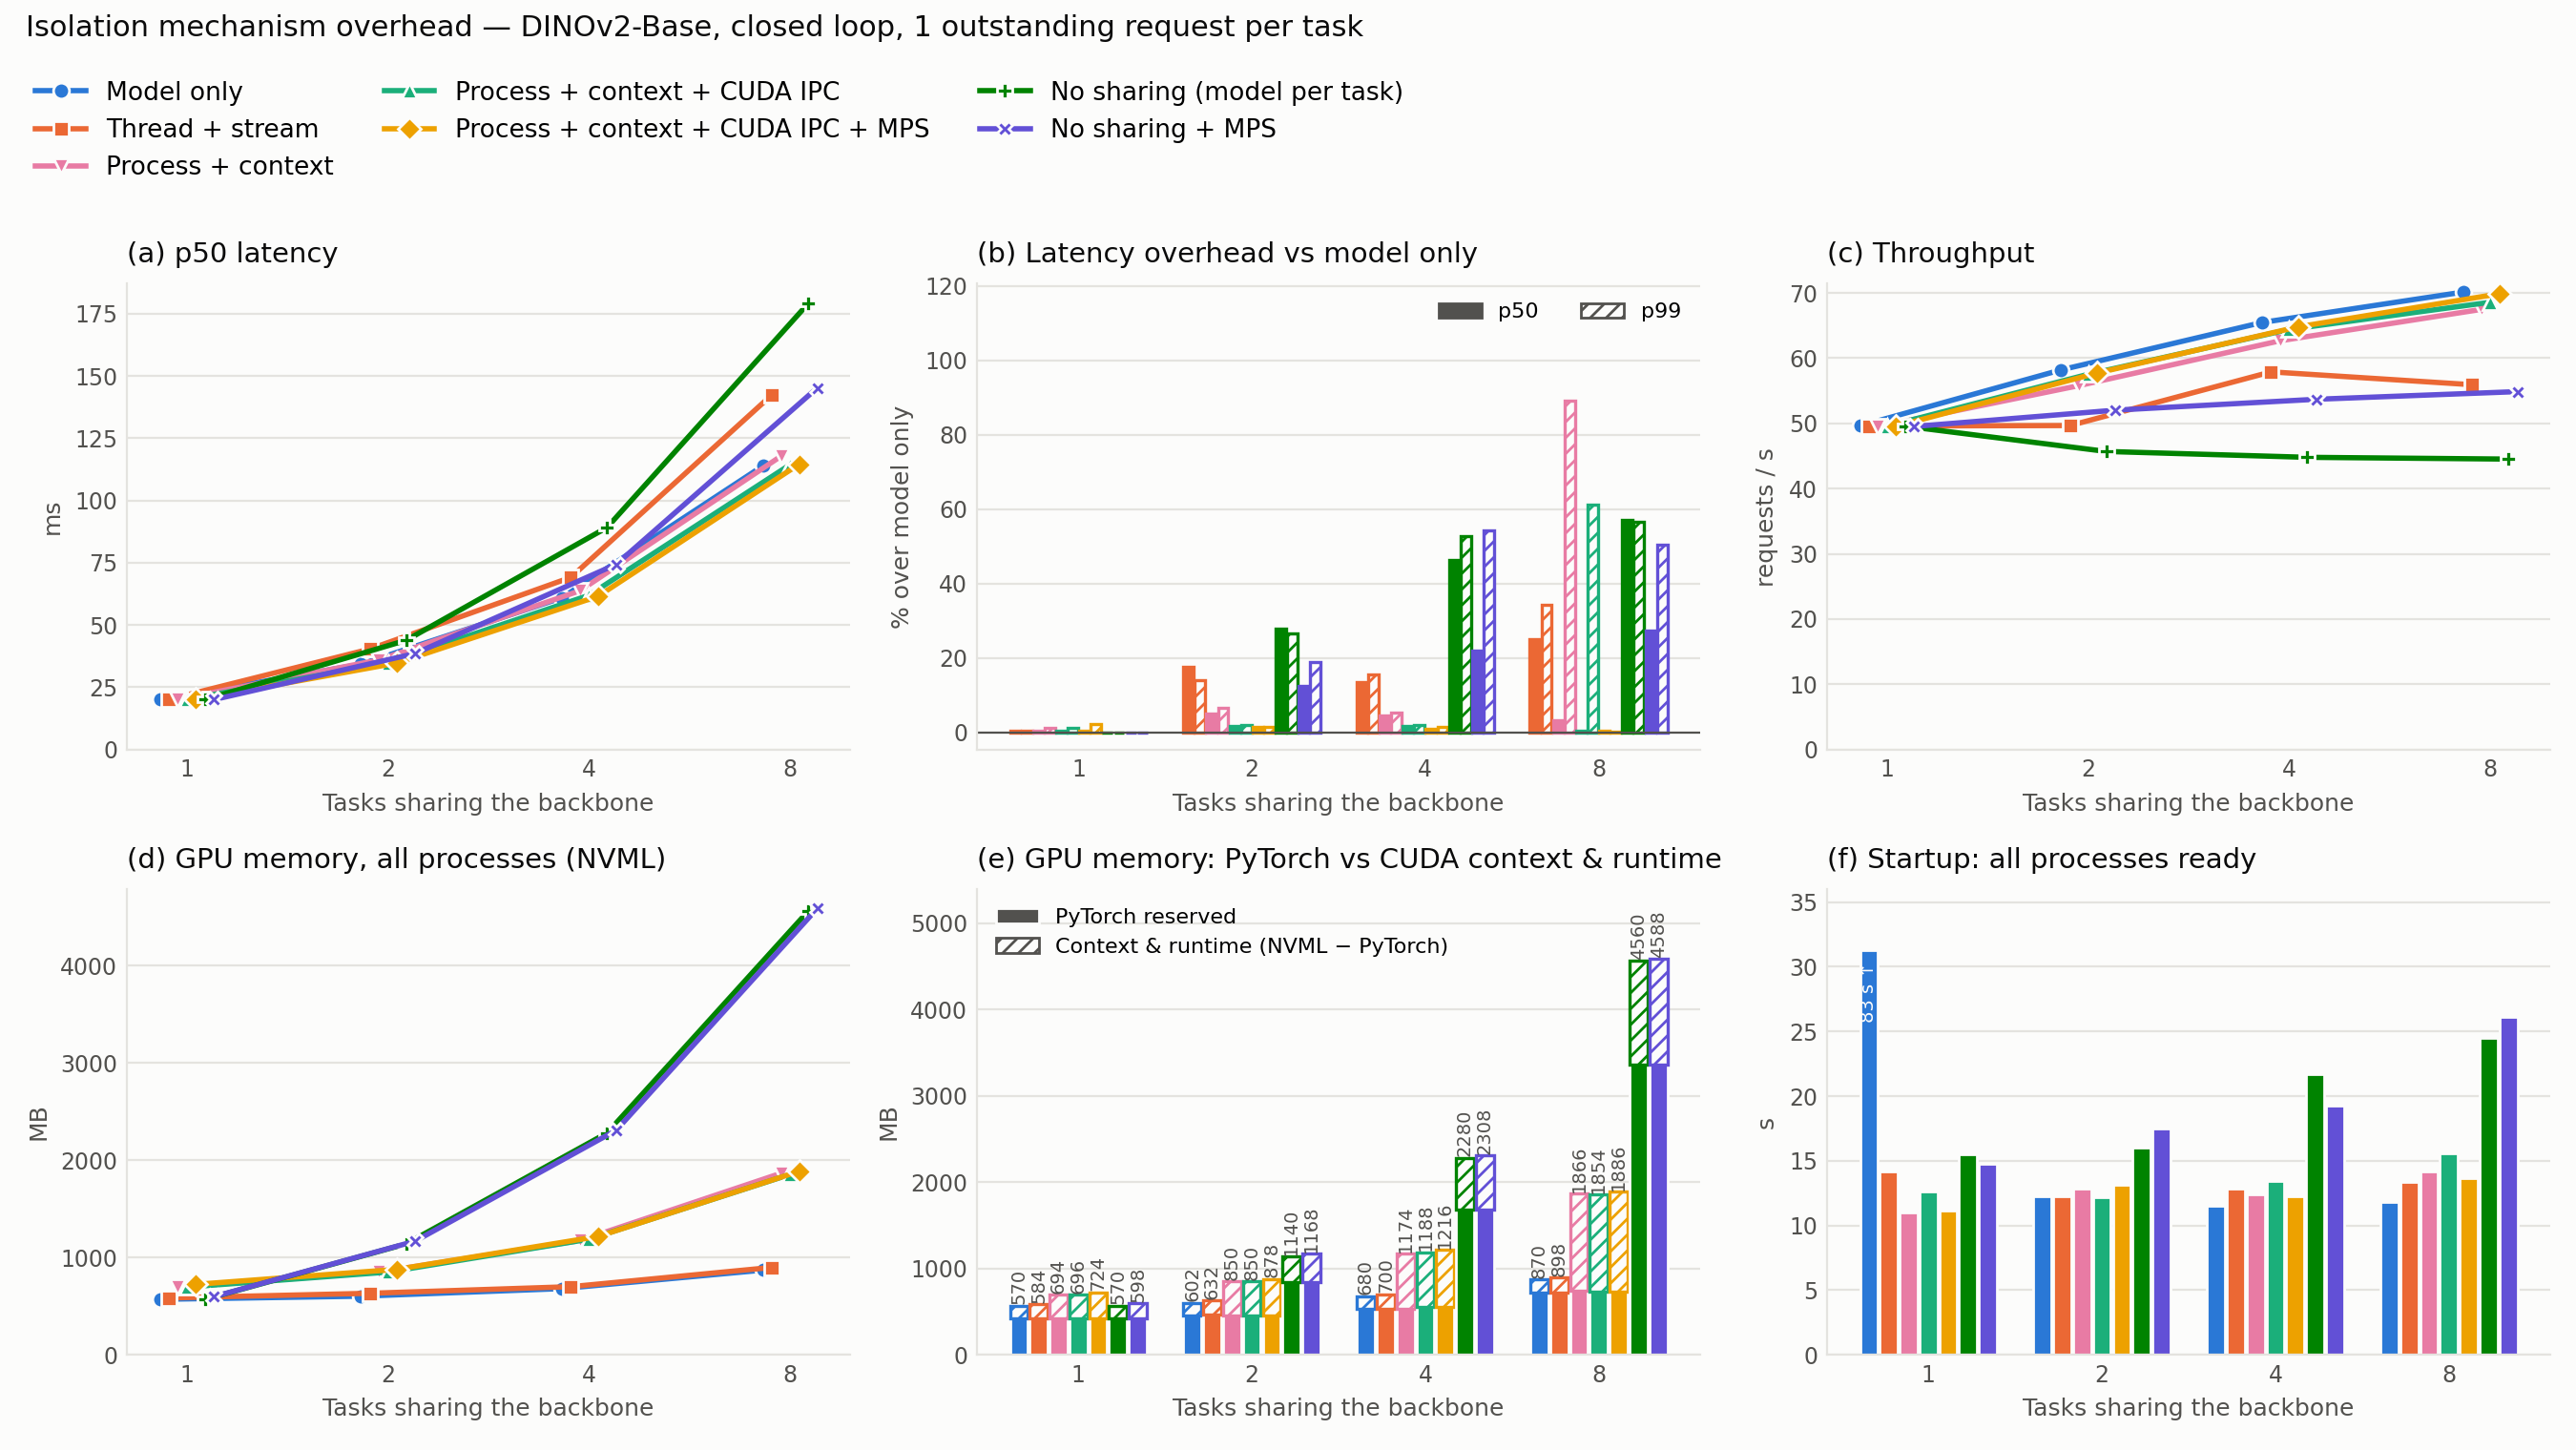 Isolation mechanism overhead — DINOv2-Base, closed loop, 1 outstanding request per task
Model only
Thread + stream
Process + context
Process + context + CUDA IPC
Process + context + CUDA IPC + MPS
No sharing (model per task)
No sharing + MPS
(a) p50 latency
175
150
125
100
75
50
25
0
ms
1 2 4 8
Tasks sharing the backbone
(b) Latency overhead vs model only
p50 p99
120
100
80
60
40
20
0
% over model only
1 2 4 8
Tasks sharing the backbone
(c) Throughput
70
60
50
40
30
20
10
0
requests / s
1 2 4 8
Tasks sharing the backbone
(d) GPU memory, all processes (NVML)
4000
3000
2000
1000
0
MB
1 2 4 8
Tasks sharing the backbone
(e) GPU memory: PyTorch vs CUDA context & runtime
PyTorch reserved
Context & runtime (NVML − PyTorch)
5000
4000
3000
2000
1000
0
MB
570 584 694 696 724 570 598
602 632 850 850 878 1140 1168
680 700 1174 1188 1216 2280 2308
870 898 1866 1854 1886 4560 4588
1 2 4 8
Tasks sharing the backbone
(f) Startup: all processes ready
35
30
25
20
15
10
5
0
s
83 s
1 2 4 8
Tasks sharing the backbone